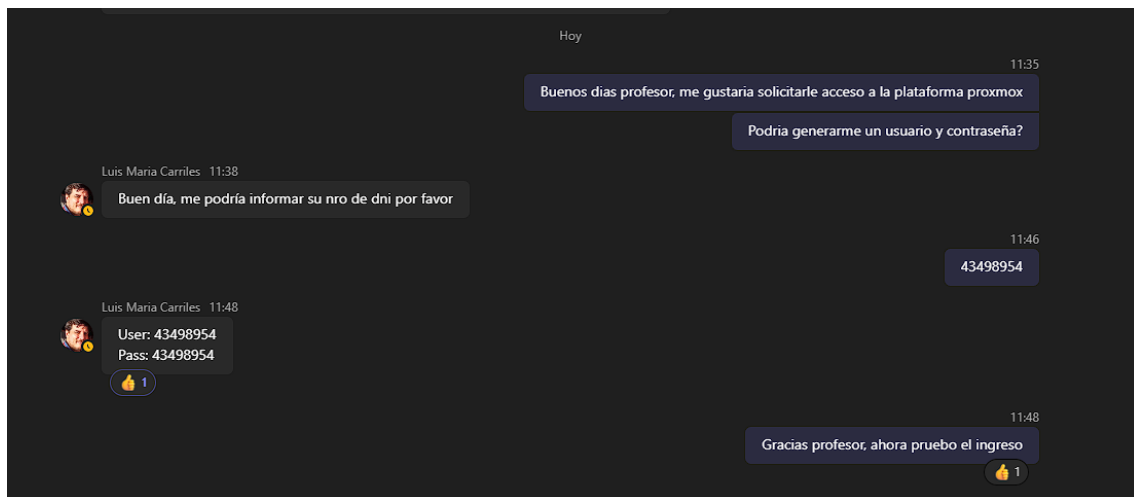 Hoy
11:35
Buenos dias profesor, me gustaria solicitarle acceso a la plataforma proxmox
Podria generarme un usuario y contraseña?
Luis Maria Carriles 11:38
Buen día, me podría informar su nro de dni por favor
11:46
43498954
Luis Maria Carriles 11:48
User: 43498954
Pass: 43498954
👍 1
11:48
Gracias profesor, ahora pruebo el ingreso
👍 1